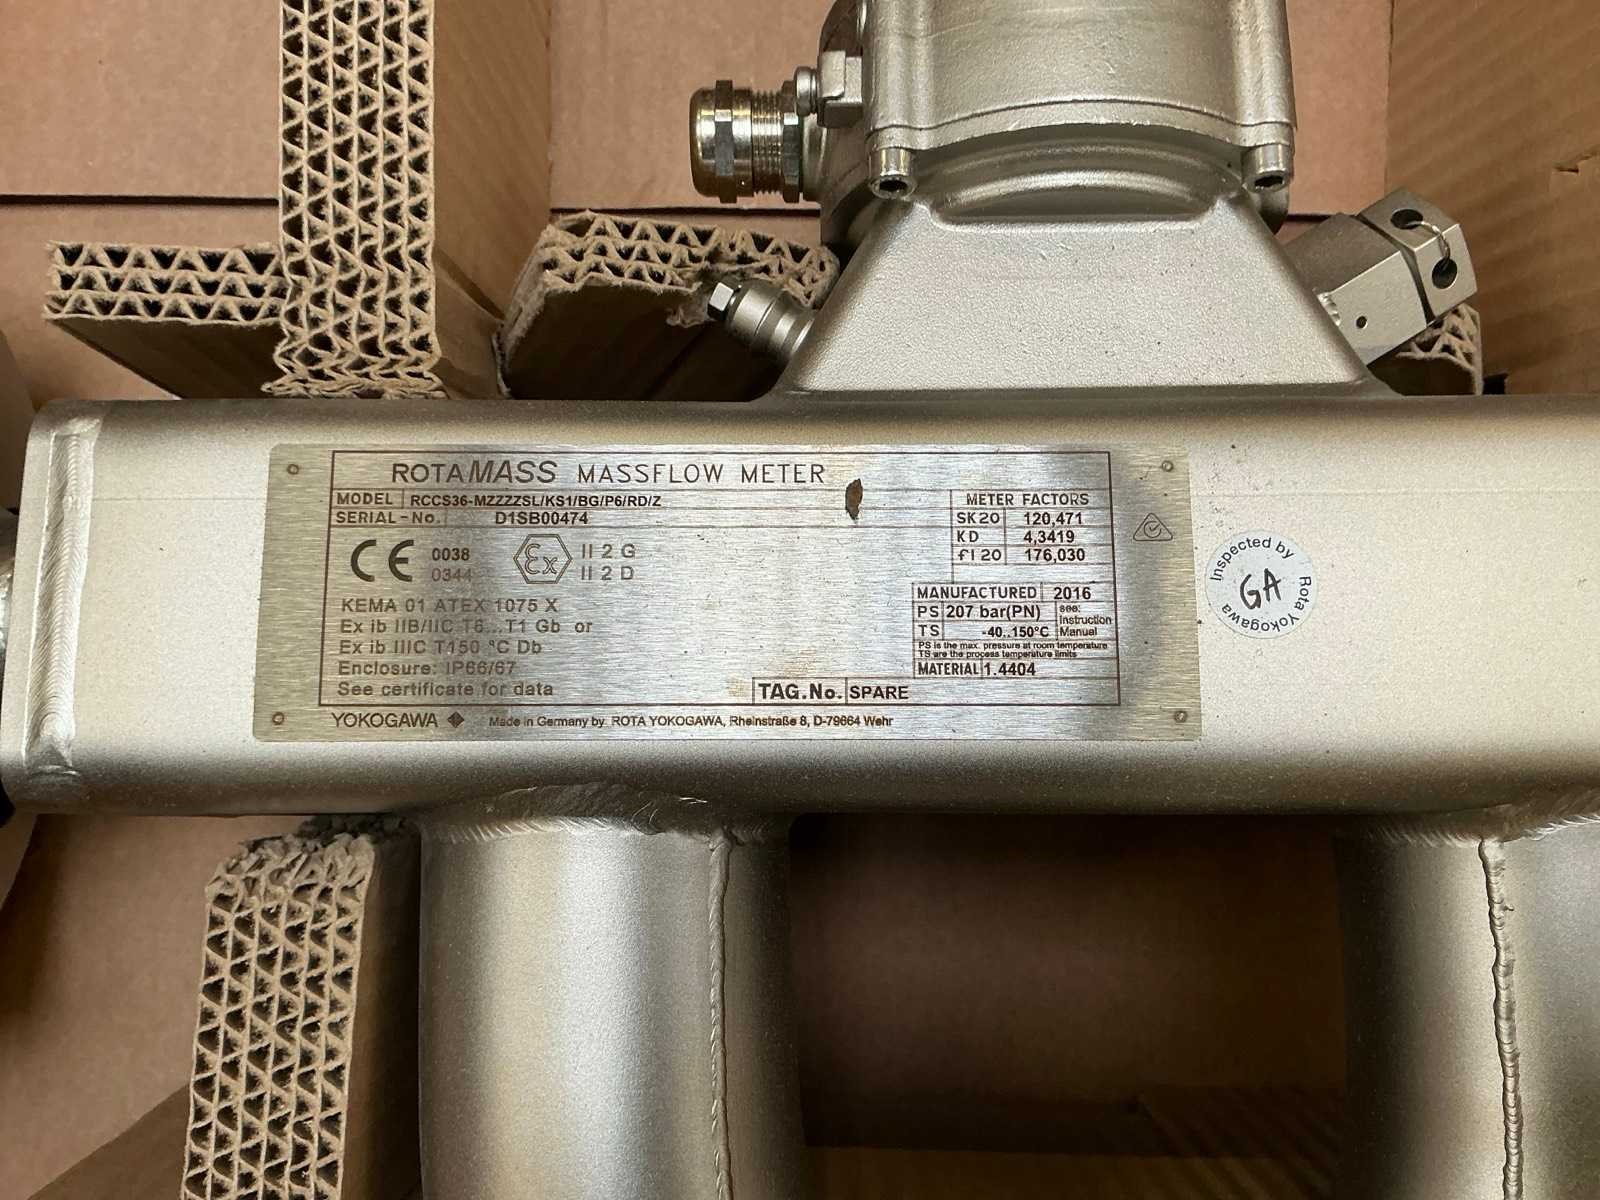 ROTAMASS MASSFLOW METER
MODEL RCCS36-MZZZZSL/KS1/BG/P6/RD/Z
SERIAL-No. D1SB00474
CE 0038
0344
Ex II 2 G
II 2 D
KEMA 01 ATEX 1075 X
Ex ib IIB/IIC T6...T1 Gb or
Ex ib IIIC T150 °C Db
Enclosure: IP66/67
See certificate for data
METER FACTORS
SK20 120,471
KD 4,3419
fl 20 176,030
MANUFACTURED 2016
PS 207 bar(PN)
TS -40..150°C
see: Instruction Manual
PS is the max. pressure at room temperature
TS are the process temperature limits
MATERIAL 1.4404
TAG.No. SPARE
YOKOGAWA Made in Germany by ROTA YOKOGAWA, Rheinstraße 8, D-79664 Wehr
Inspected by
GA
Rota Yokogawa